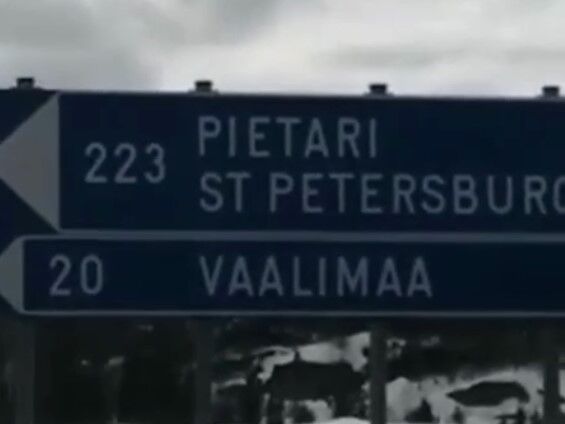 223 PIETARI
ST PETERSBURG
20 VAALIMAA